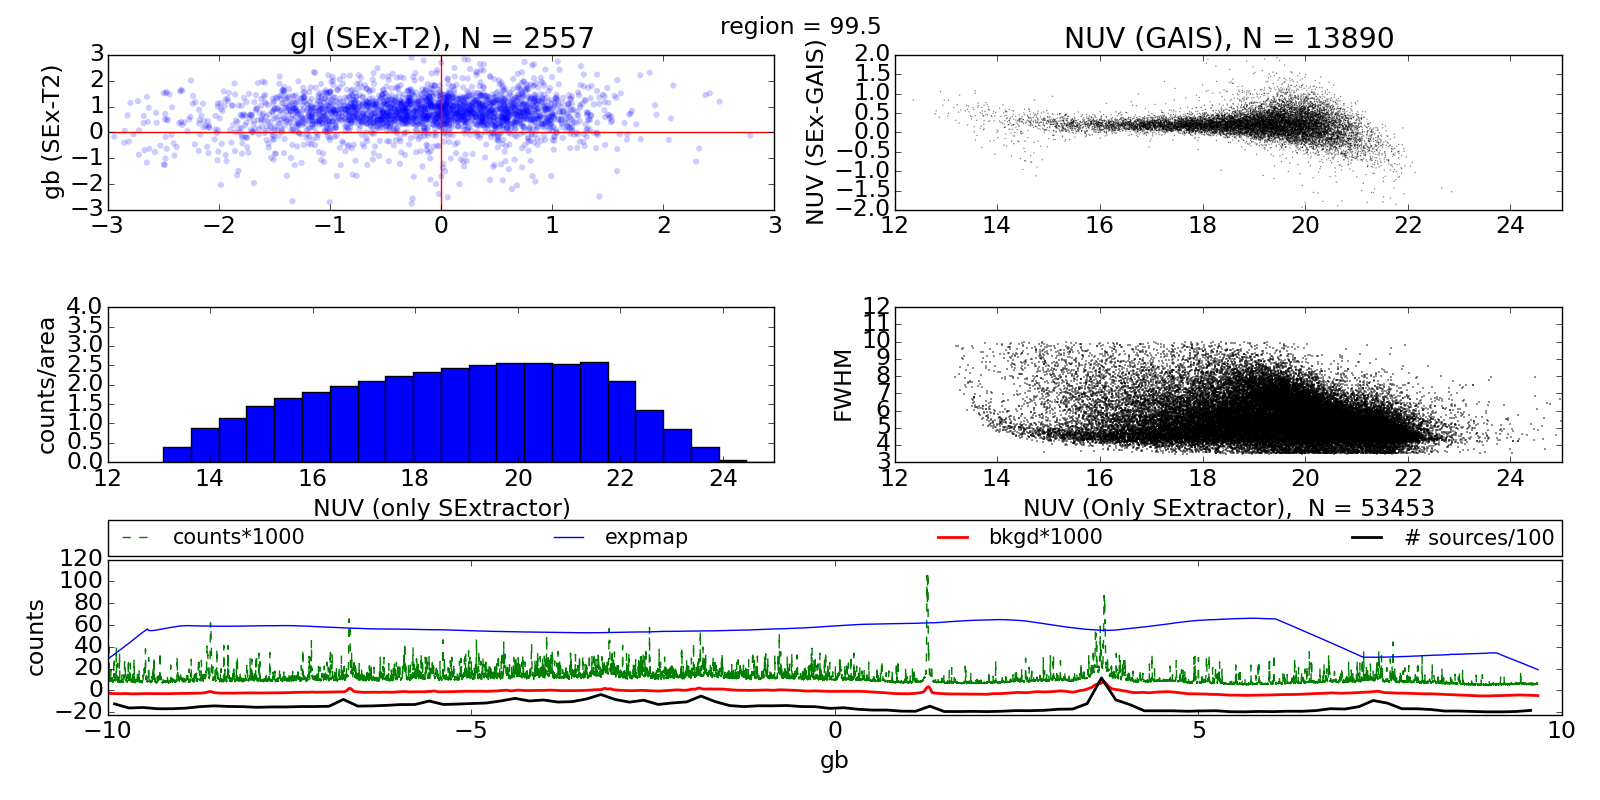 region = 99.5
gl (SEx-T2), N = 2557
gb (SEx-T2)
3
2
1
0
−1
−2
−3
−3 −2 −1 0 1 2 3
NUV (GAIS), N = 13890
NUV (SEx-GAIS)
2.0
1.5
1.0
0.5
0.0
−0.5
−1.0
−1.5
−2.0
12 14 16 18 20 22 24
counts/area
4.0
3.5
3.0
2.5
2.0
1.5
1.0
0.5
0.0
12 14 16 18 20 22 24
NUV (only SExtractor)
FWHM
12
11
10
9
8
7
6
5
4
3
12 14 16 18 20 22 24
NUV (Only SExtractor), N = 53453
counts*1000 expmap bkgd*1000 # sources/100
counts
120
100
80
60
40
20
0
−20
−10 −5 0 5 10
gb